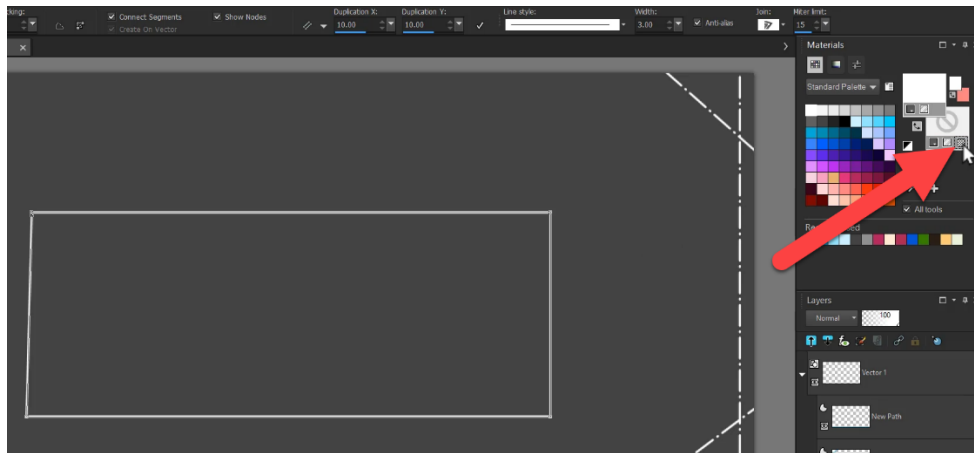 Connect Segments
Create On Vector
Show Nodes
Duplication X:
10.00
Duplication Y:
10.00
Line style:
Width:
3.00
Anti-alias
Join:
Miter limit:
15
Materials
Standard Palette
All tools
Layers
Normal
100
Vector 1
New Path